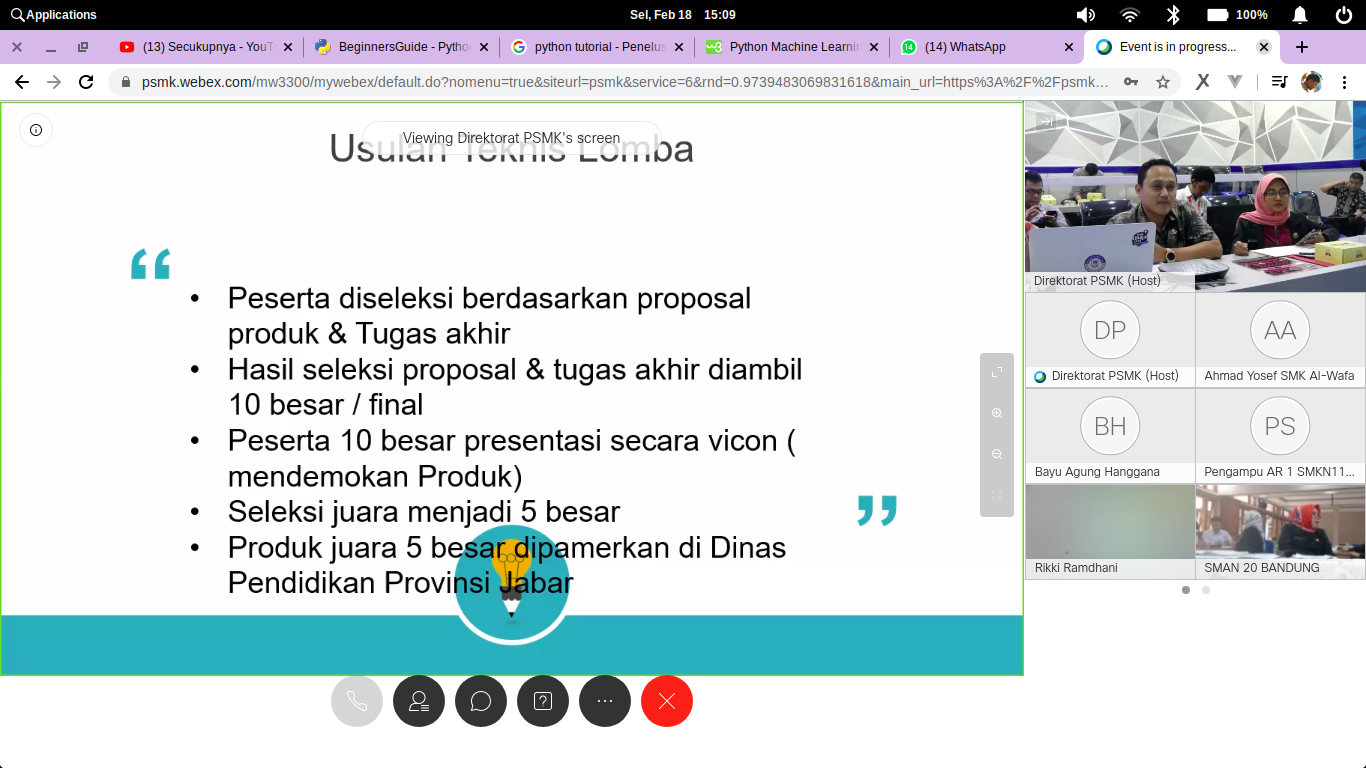 Applications
Sel, Feb 18 15:09
100%
(13) Secukupnya - YouT
BeginnersGuide - Pytho
python tutorial - Penelus
Python Machine Learnin
(14) WhatsApp
Event is in progress...
psmk.webex.com/mw3300/mywebex/default.do?nomenu=true&siteurl=psmk&service=6&rnd=0.9739483069831618&main_url=https%3A%2F%2Fpsmk...
Viewing Direktorat PSMK's screen
Usulan Teknis Lomba
“
• Peserta diseleksi berdasarkan proposal
produk & Tugas akhir
• Hasil seleksi proposal & tugas akhir diambil
10 besar / final
• Peserta 10 besar presentasi secara vicon (
mendemokan Produk)
• Seleksi juara menjadi 5 besar
• Produk juara 5 besar dipamerkan di Dinas
Pendidikan Provinsi Jabar
”
Direktorat PSMK (Host)
DP
Direktorat PSMK (Host)
AA
Ahmad Yosef SMK Al-Wafa
BH
Bayu Agung Hanggana
PS
Pengampu AR 1 SMKN11...
Rikki Ramdhani
SMAN 20 BANDUNG